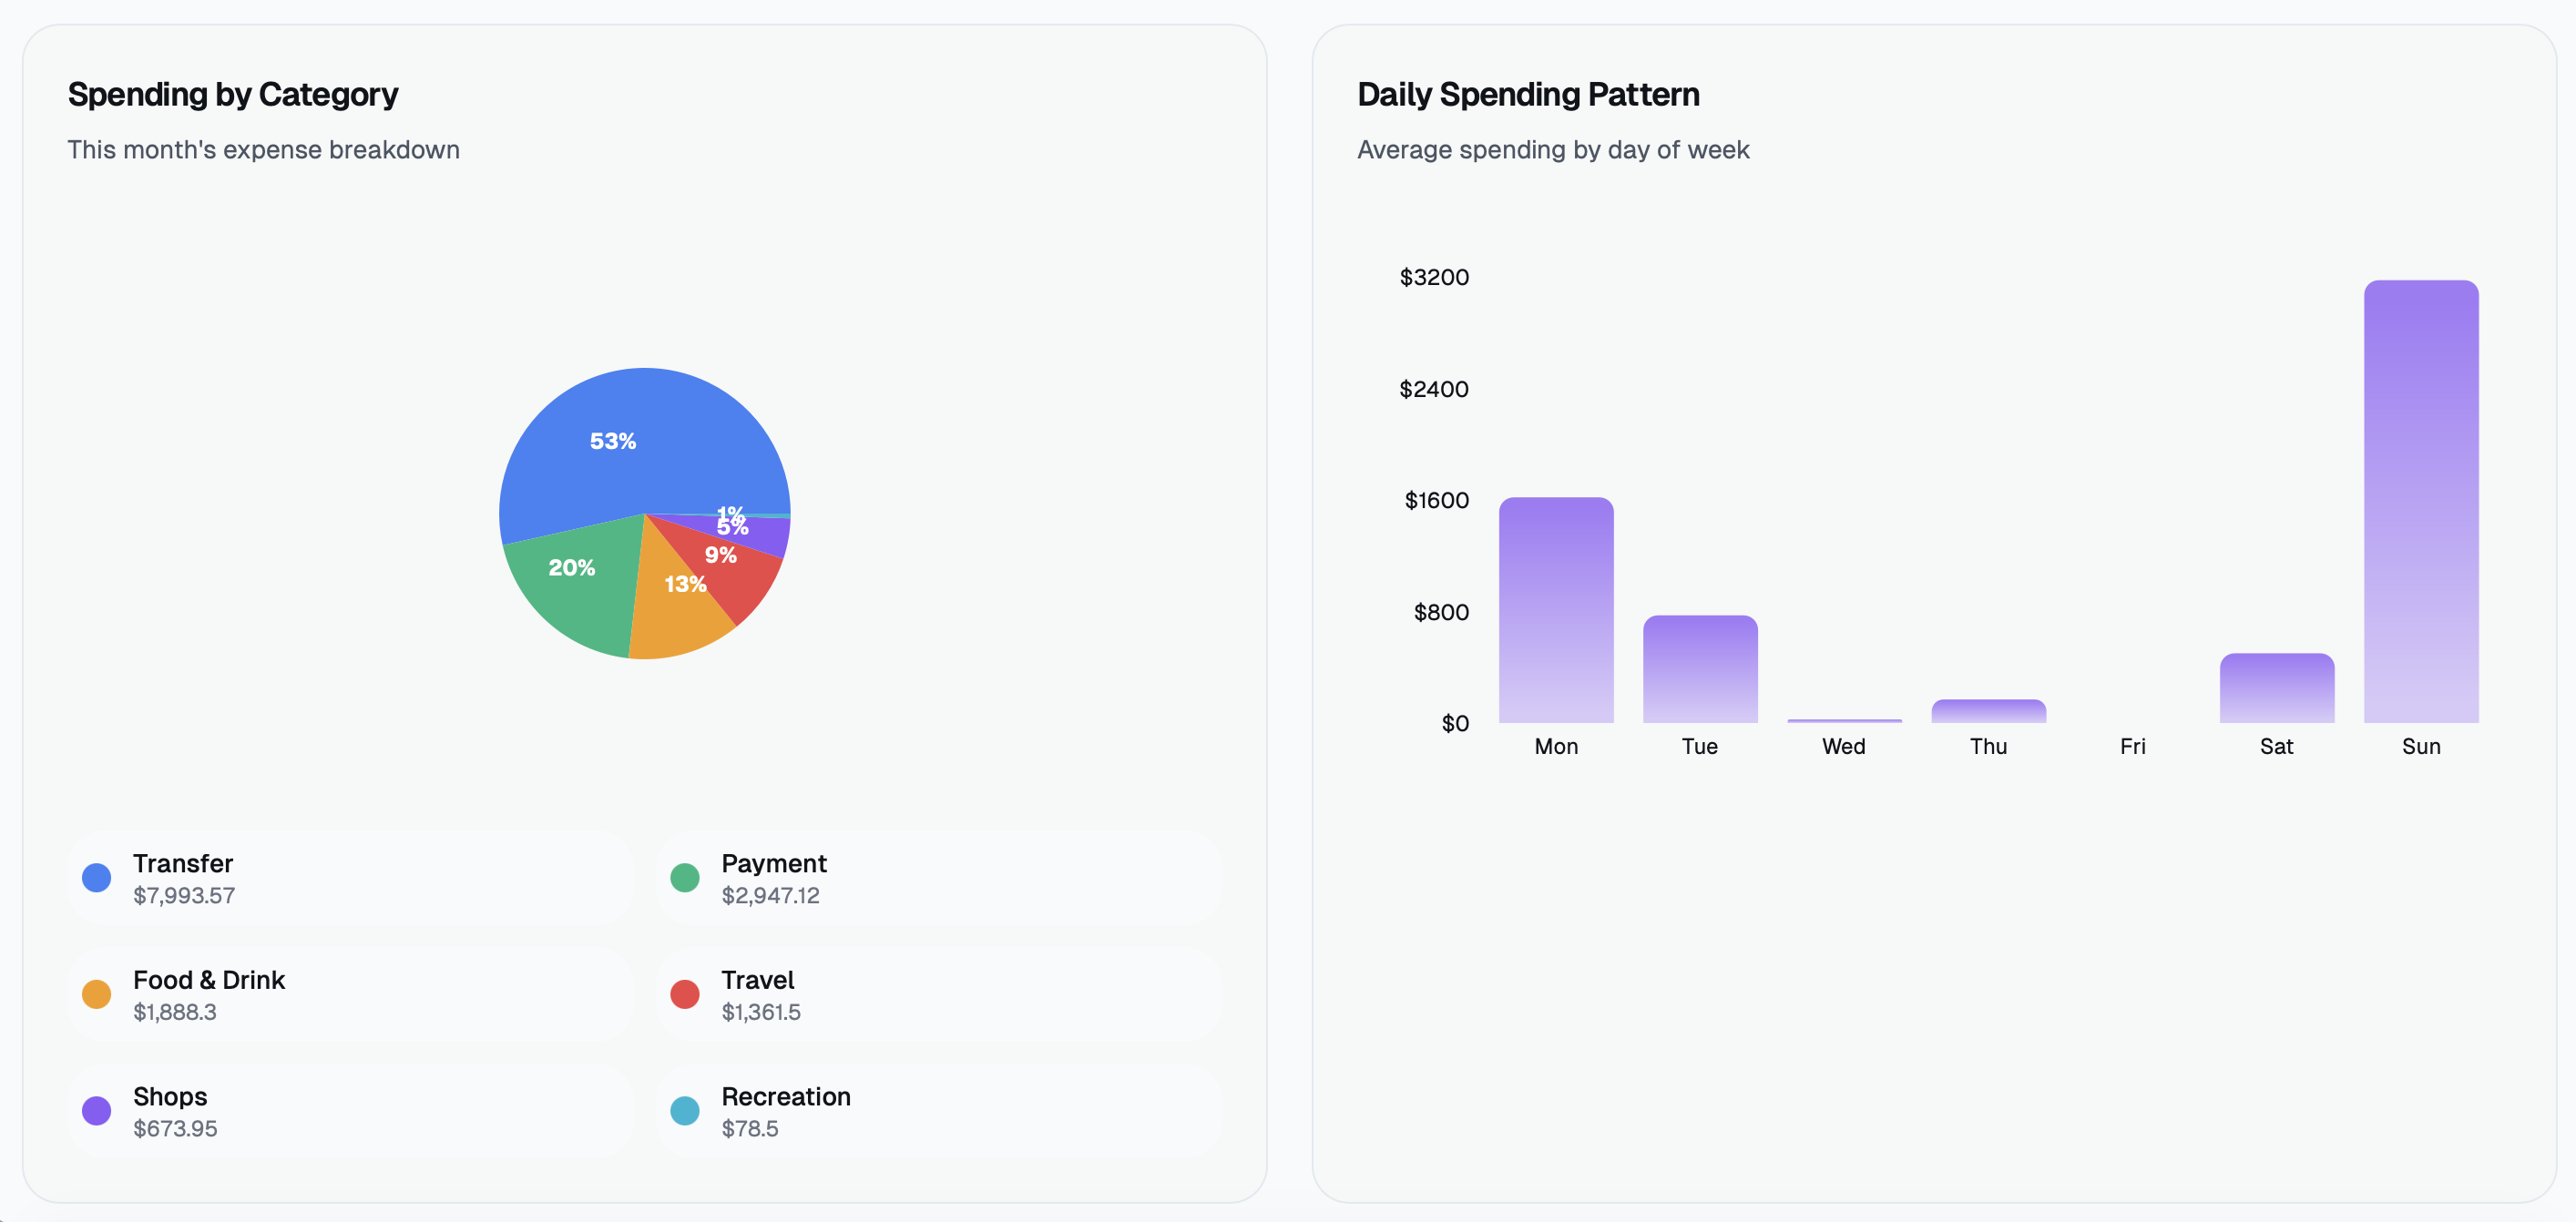 Spending by Category
This month's expense breakdown
53%
1%
5%
9%
20%
13%
Transfer
$7,993.57
Payment
$2,947.12
Food & Drink
$1,888.3
Travel
$1,361.5
Shops
$673.95
Recreation
$78.5
Daily Spending Pattern
Average spending by day of week
$3200
$2400
$1600
$800
$0
Mon Tue Wed Thu Fri Sat Sun